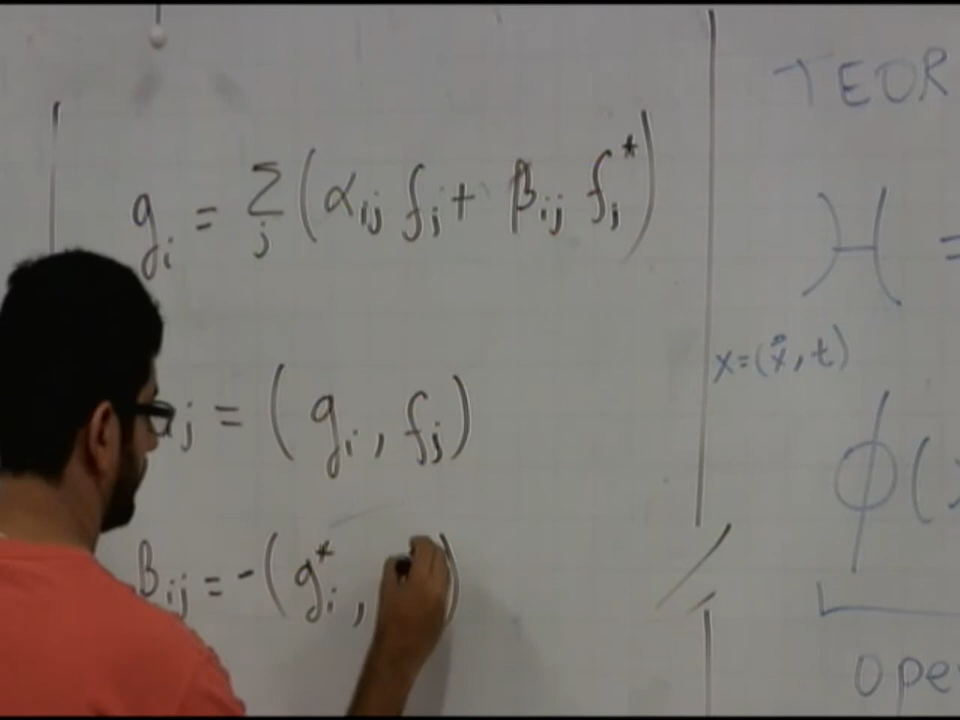 g_i = Σ_j (α_ij f_j + β_ij f_j^*)
j = (g_i, f_j)
β_ij = -(g_i^*, )
TEOR
H =
x=(x⃗, t)
ϕ(
ope